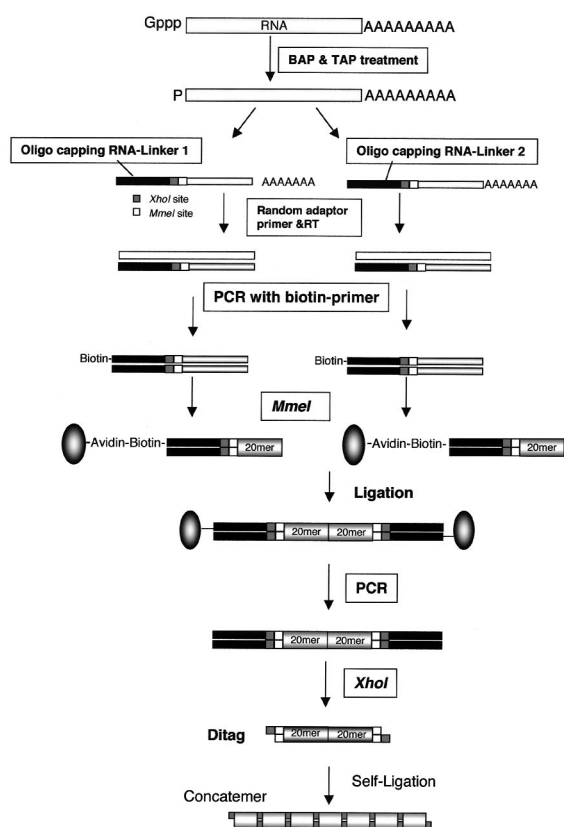 Gppp RNA AAAAAAAAA
BAP & TAP treatment
P AAAAAAAAA
Oligo capping RNA-Linker 1
Oligo capping RNA-Linker 2
AAAAAAA
AAAAAAA
XhoI site
MmeI site
Random adaptor
primer &RT
PCR with biotin-primer
Biotin-
Biotin-
MmeI
-Avidin-Biotin- 20mer
-Avidin-Biotin- 20mer
Ligation
20mer 20mer
PCR
20mer 20mer
XhoI
Ditag 20mer 20mer
Self-Ligation
Concatemer